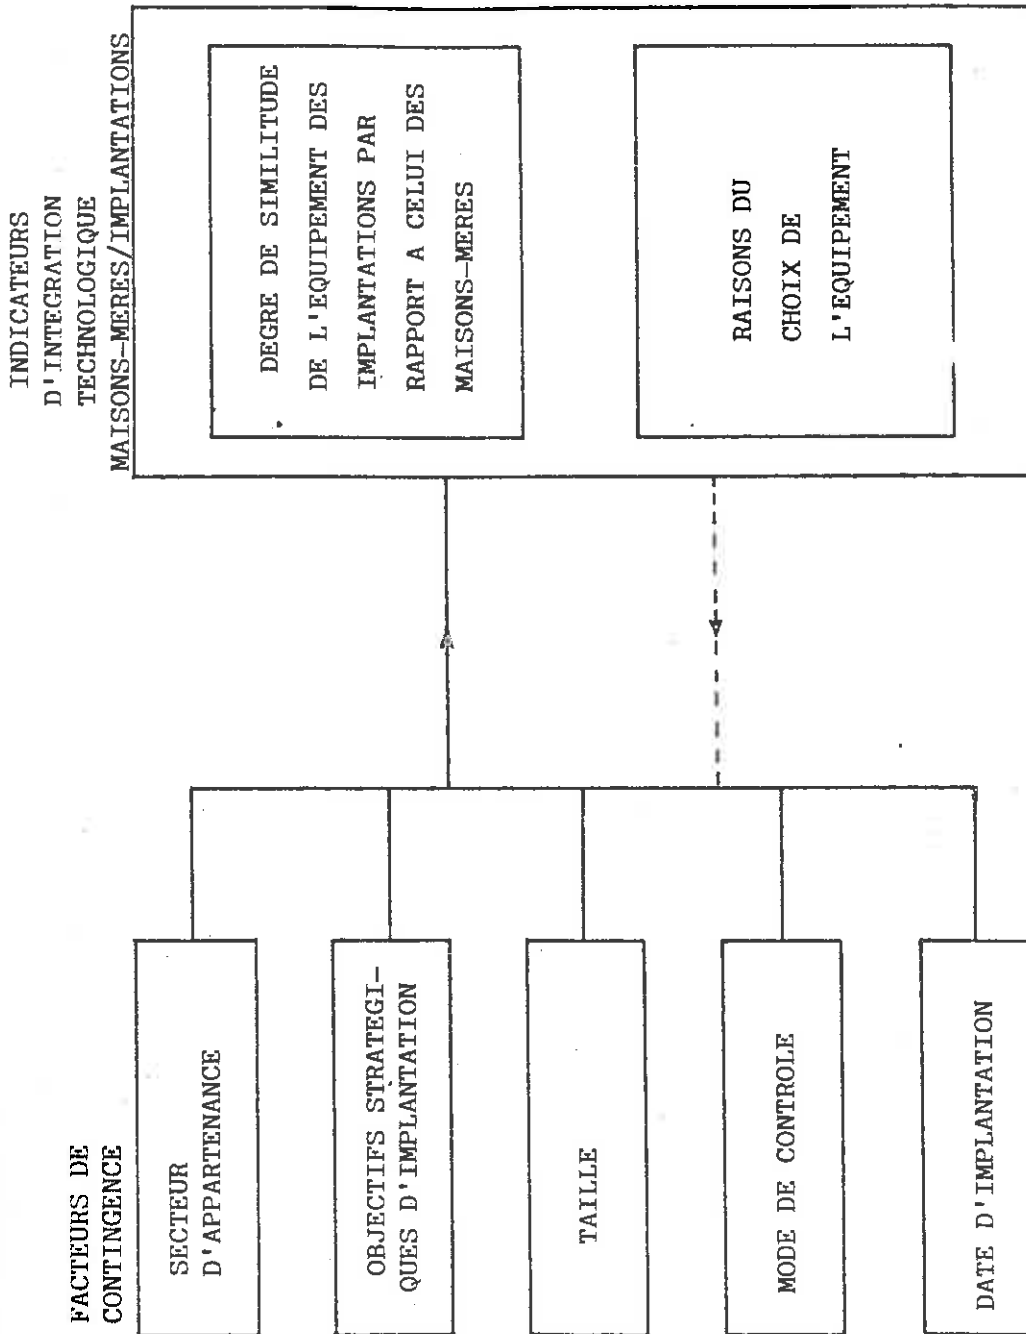 FACTEURS DE
CONTINGENCE
SECTEUR
D'APPARTENANCE
OBJECTIFS STRATEGI-
QUES D'IMPLANTATION
TAILLE
MODE DE CONTROLE
DATE D'IMPLANTATION
INDICATEURS
D'INTEGRATION
TECHNOLOGIQUE
MAISONS-MERES/IMPLANTATIONS
DEGRE DE SIMILITUDE
DE L'EQUIPEMENT DES
IMPLANTATIONS PAR
RAPPORT A CELUI DES
MAISONS-MERES
RAISONS DU
CHOIX DE
L'EQUIPEMENT